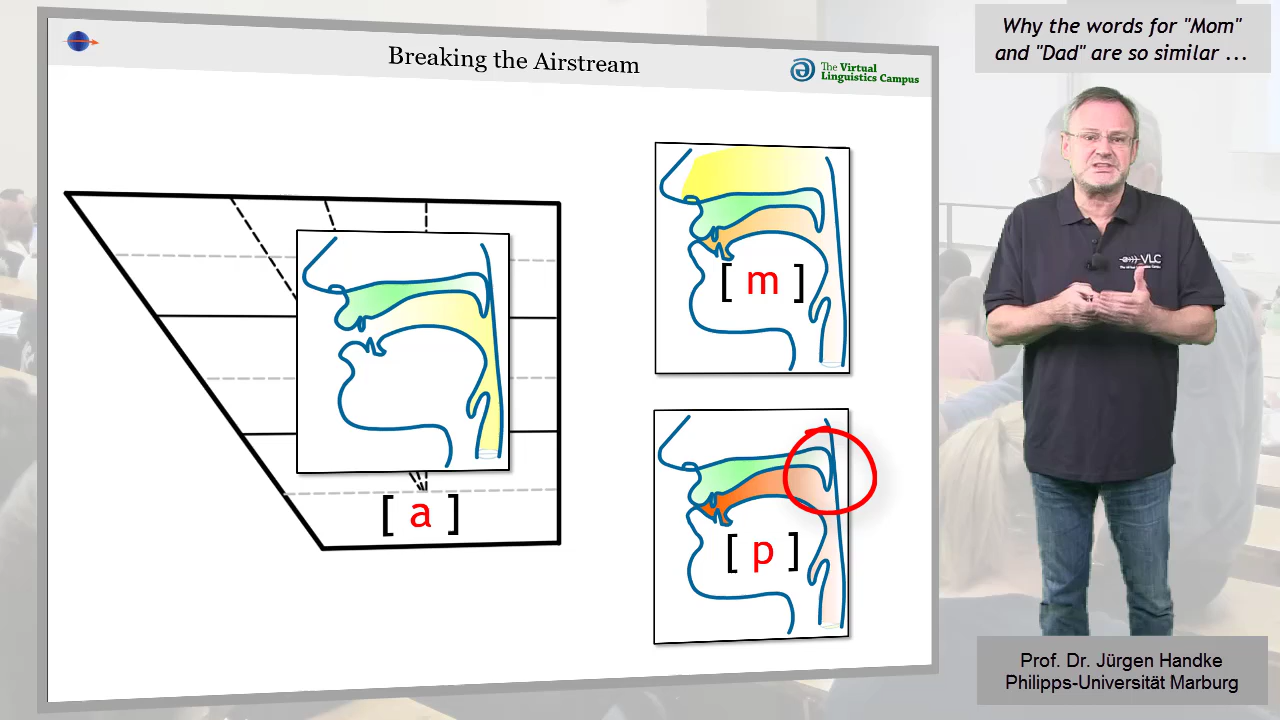 Breaking the Airstream
The Virtual
Linguistics Campus
Why the words for "Mom"
and "Dad" are so similar ...
[ m ]
VLC
[ a ]
[ p ]
Prof. Dr. Jürgen Handke
Philipps-Universität Marburg